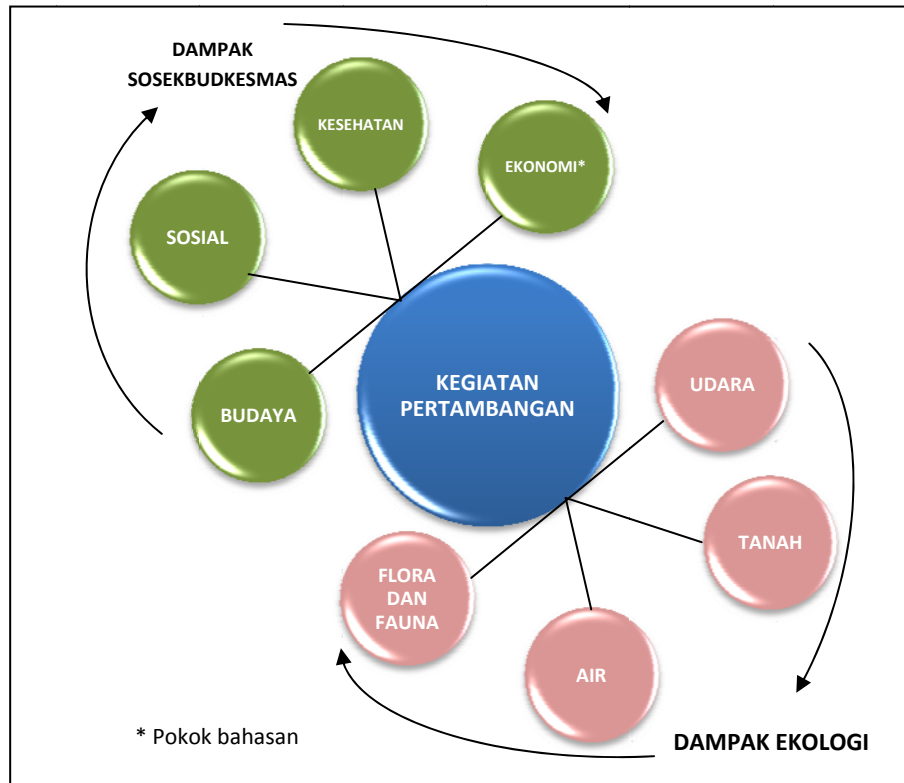 DAMPAK
SOSEKBUDKESMAS
KESEHATAN
EKONOMI*
SOSIAL
BUDAYA
KEGIATAN
PERTAMBANGAN
UDARA
TANAH
FLORA
DAN
FAUNA
AIR
* Pokok bahasan
DAMPAK EKOLOGI